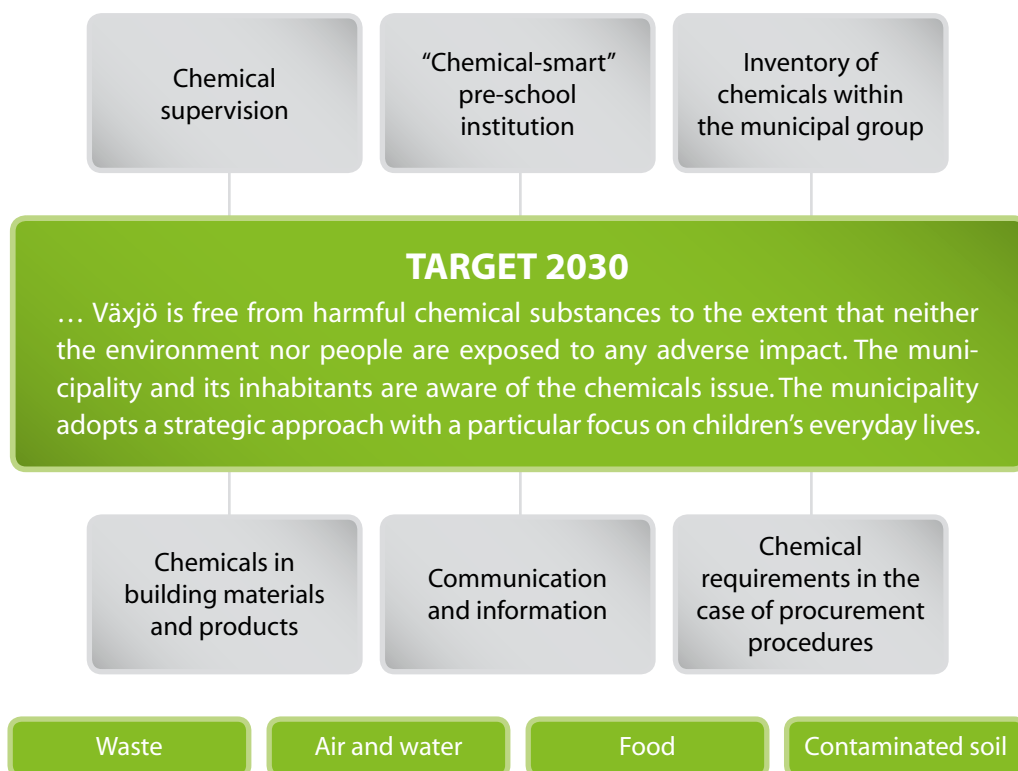 Chemical
supervision
“Chemical-smart”
pre-school
institution
Inventory of
chemicals within
the municipal group
TARGET 2030
… Växjö is free from harmful chemical substances to the extent that neither
the environment nor people are exposed to any adverse impact. The muni-
cipality and its inhabitants are aware of the chemicals issue. The municipality
adopts a strategic approach with a particular focus on children’s everyday lives.
Chemicals in
building materials
and products
Communication
and information
Chemical
requirements in the
case of procurement
procedures
Waste
Air and water
Food
Contaminated soil